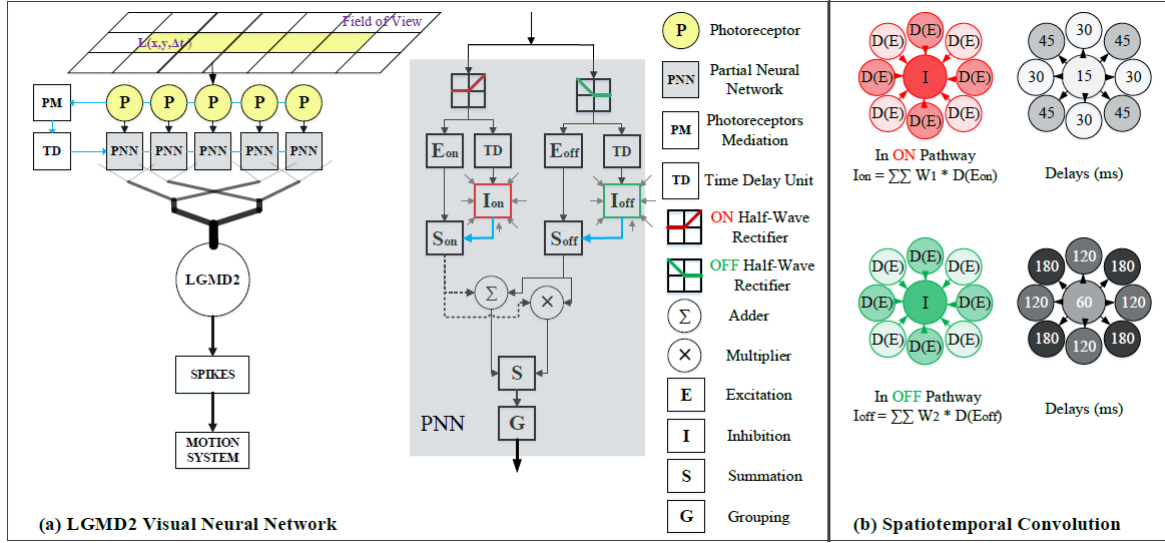 Field of View
L(x,y,Δt)
PM
P P P P P
TD
PNN PNN PNN PNN PNN
LGMD2
SPIKES
MOTION
SYSTEM
(a) LGMD2 Visual Neural Network
Eon TD Eoff TD
Ion Ioff
Son Soff
Σ ×
S
G
PNN
P Photoreceptor
PNN Partial Neural
Network
PM Photoreceptors
Mediation
TD Time Delay Unit
ON Half-Wave
Rectifier
OFF Half-Wave
Rectifier
Σ Adder
× Multiplier
E Excitation
I Inhibition
S Summation
G Grouping
D(E)
D(E) D(E)
D(E) I D(E)
D(E) D(E)
D(E)
In ON Pathway
Ion = ∑∑ W1 * D(Eon)
30
45 45
30 15 30
45 45
30
Delays (ms)
D(E)
D(E) D(E)
D(E) I D(E)
D(E) D(E)
D(E)
In OFF Pathway
Ioff = ∑∑ W2 * D(Eoff)
120
180 180
120 60 120
180 180
120
Delays (ms)
(b) Spatiotemporal Convolution